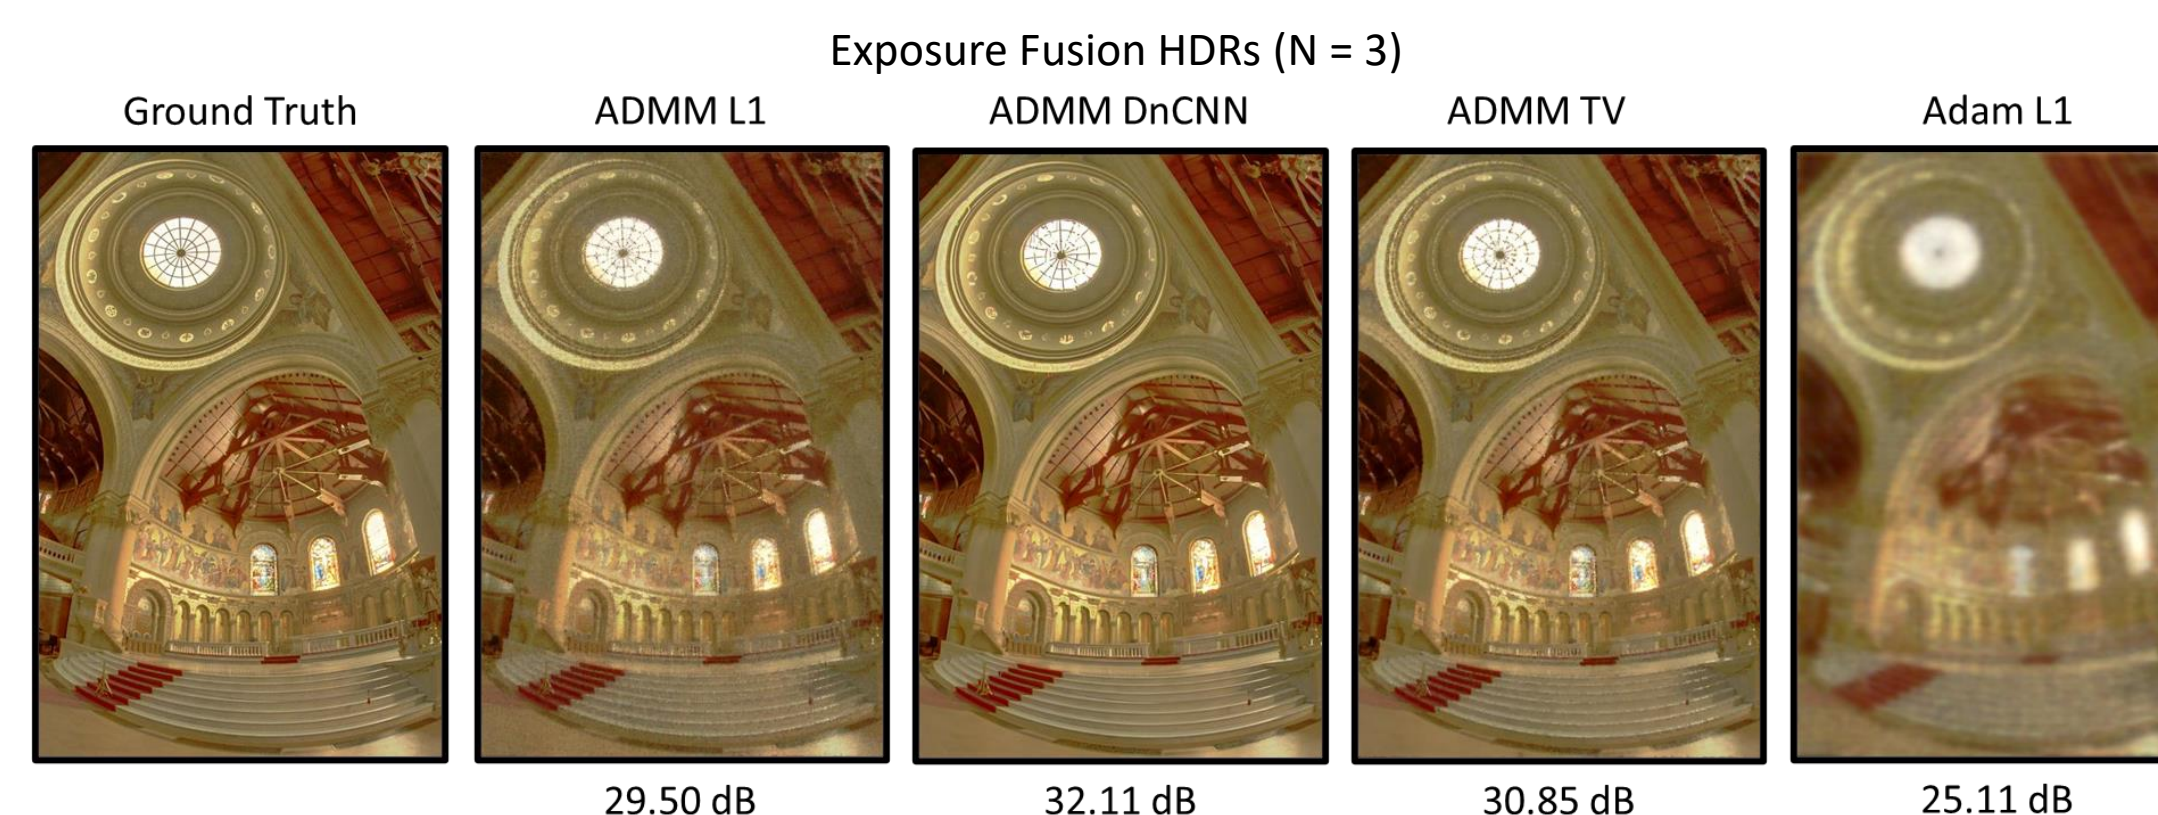 Exposure Fusion HDRs (N = 3)
Ground Truth
ADMM L1
ADMM DnCNN
ADMM TV
Adam L1
29.50 dB
32.11 dB
30.85 dB
25.11 dB